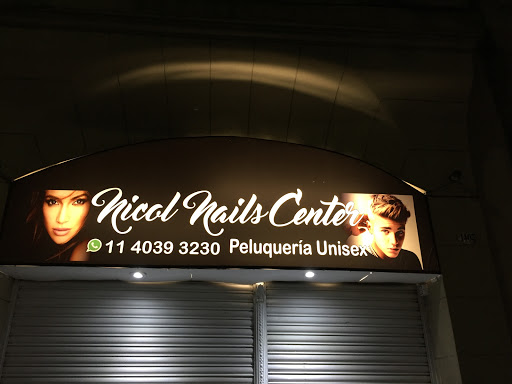 Nicol Nails Center
11 4039 3230 Peluquería Unisex